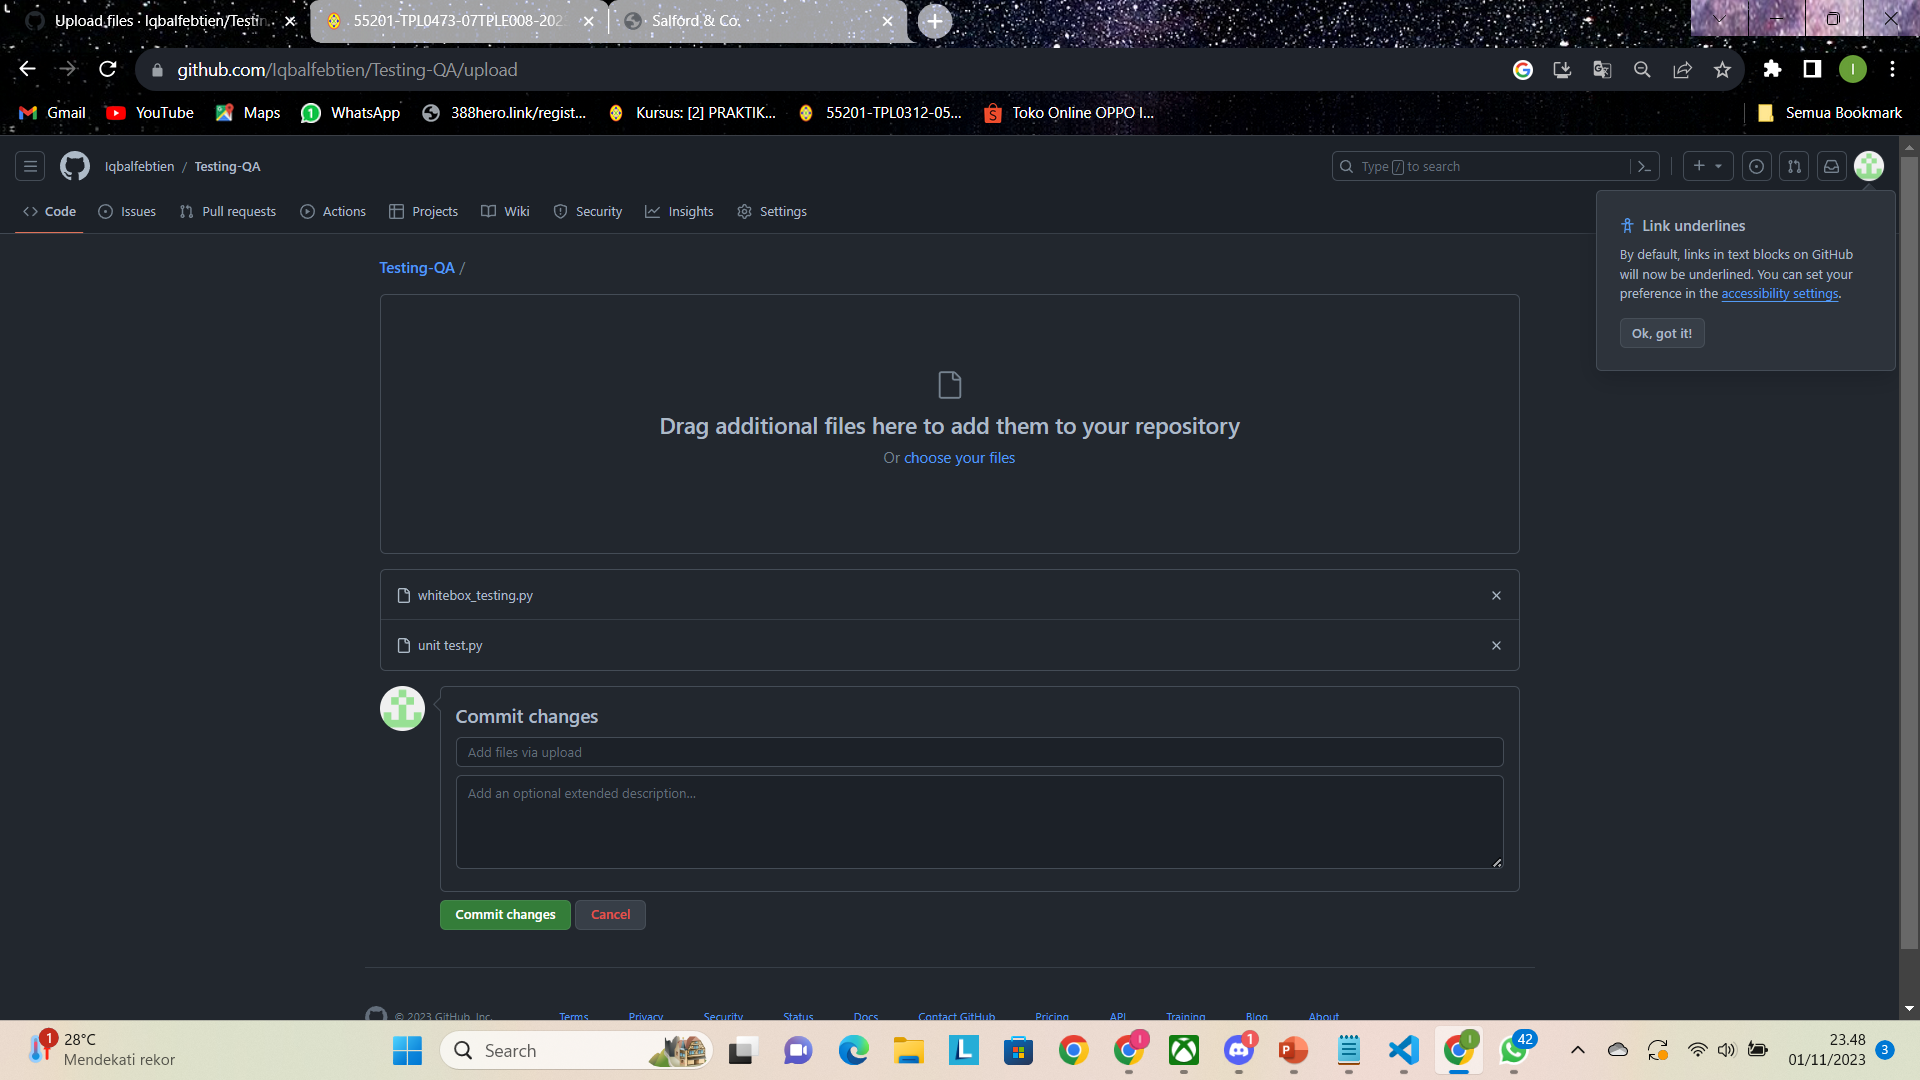 Upload files · Iqbalfebtien/Testin
55201-TPL0473-07TPLE008-202
Salford & Co.
github.com/Iqbalfebtien/Testing-QA/upload
Gmail
YouTube
Maps
WhatsApp
388hero.link/regist...
Kursus: [2] PRAKTIK...
55201-TPL0312-05...
Toko Online OPPO I...
Semua Bookmark
Iqbalfebtien / Testing-QA
Type / to search
Code
Issues
Pull requests
Actions
Projects
Wiki
Security
Insights
Settings
Link underlines
By default, links in text blocks on GitHub
will now be underlined. You can set your
preference in the accessibility settings.
Ok, got it!
Testing-QA /
Drag additional files here to add them to your repository
Or choose your files
whitebox_testing.py
unit test.py
Commit changes
Add files via upload
Add an optional extended description...
Commit changes
Cancel
© 2023 GitHub, Inc.
Terms
Privacy
Security
Status
Docs
Contact GitHub
Pricing
API
Training
Blog
About
1
28°C
Mendekati rekor
Search
1
42
23.48
01/11/2023
3